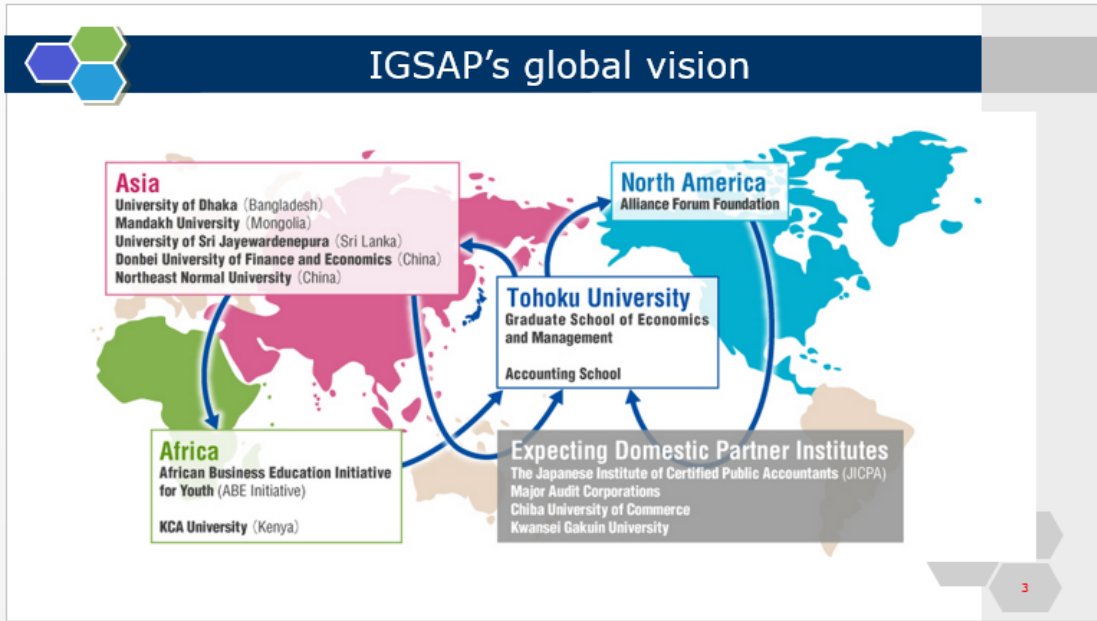 IGSAP's global vision
Asia
University of Dhaka (Bangladesh)
Mandakh University (Mongolia)
University of Sri Jayewardenepura (Sri Lanka)
Donbei University of Finance and Economics (China)
Northeast Normal University (China)
North America
Alliance Forum Foundation
Tohoku University
Graduate School of Economics
and Management
Accounting School
Africa
African Business Education Initiative
for Youth (ABE Initiative)
KCA University (Kenya)
Expecting Domestic Partner Institutes
The Japanese Institute of Certified Public Accountants (JICPA)
Major Audit Corporations
Chiba University of Commerce
Kwansei Gakuin University
3